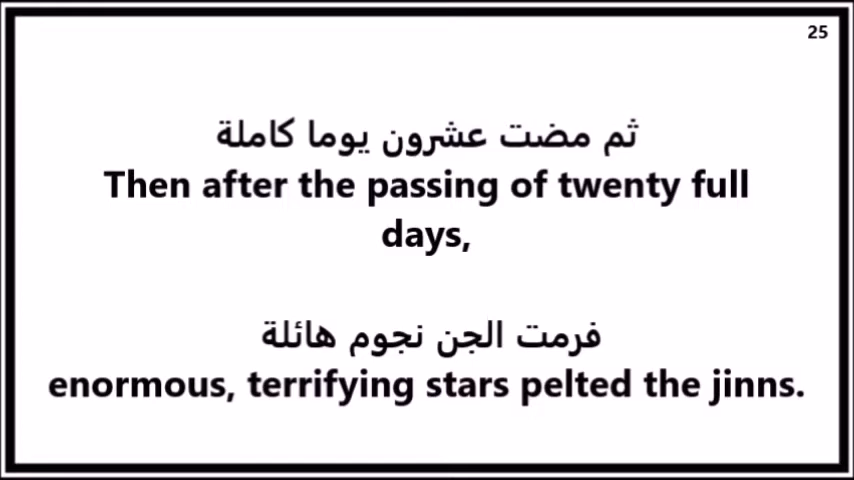 25
ثم مضت عشرون يوما كاملة
Then after the passing of twenty full
days,
فرمت الجن نجوم هائلة
enormous, terrifying stars pelted the jinns.